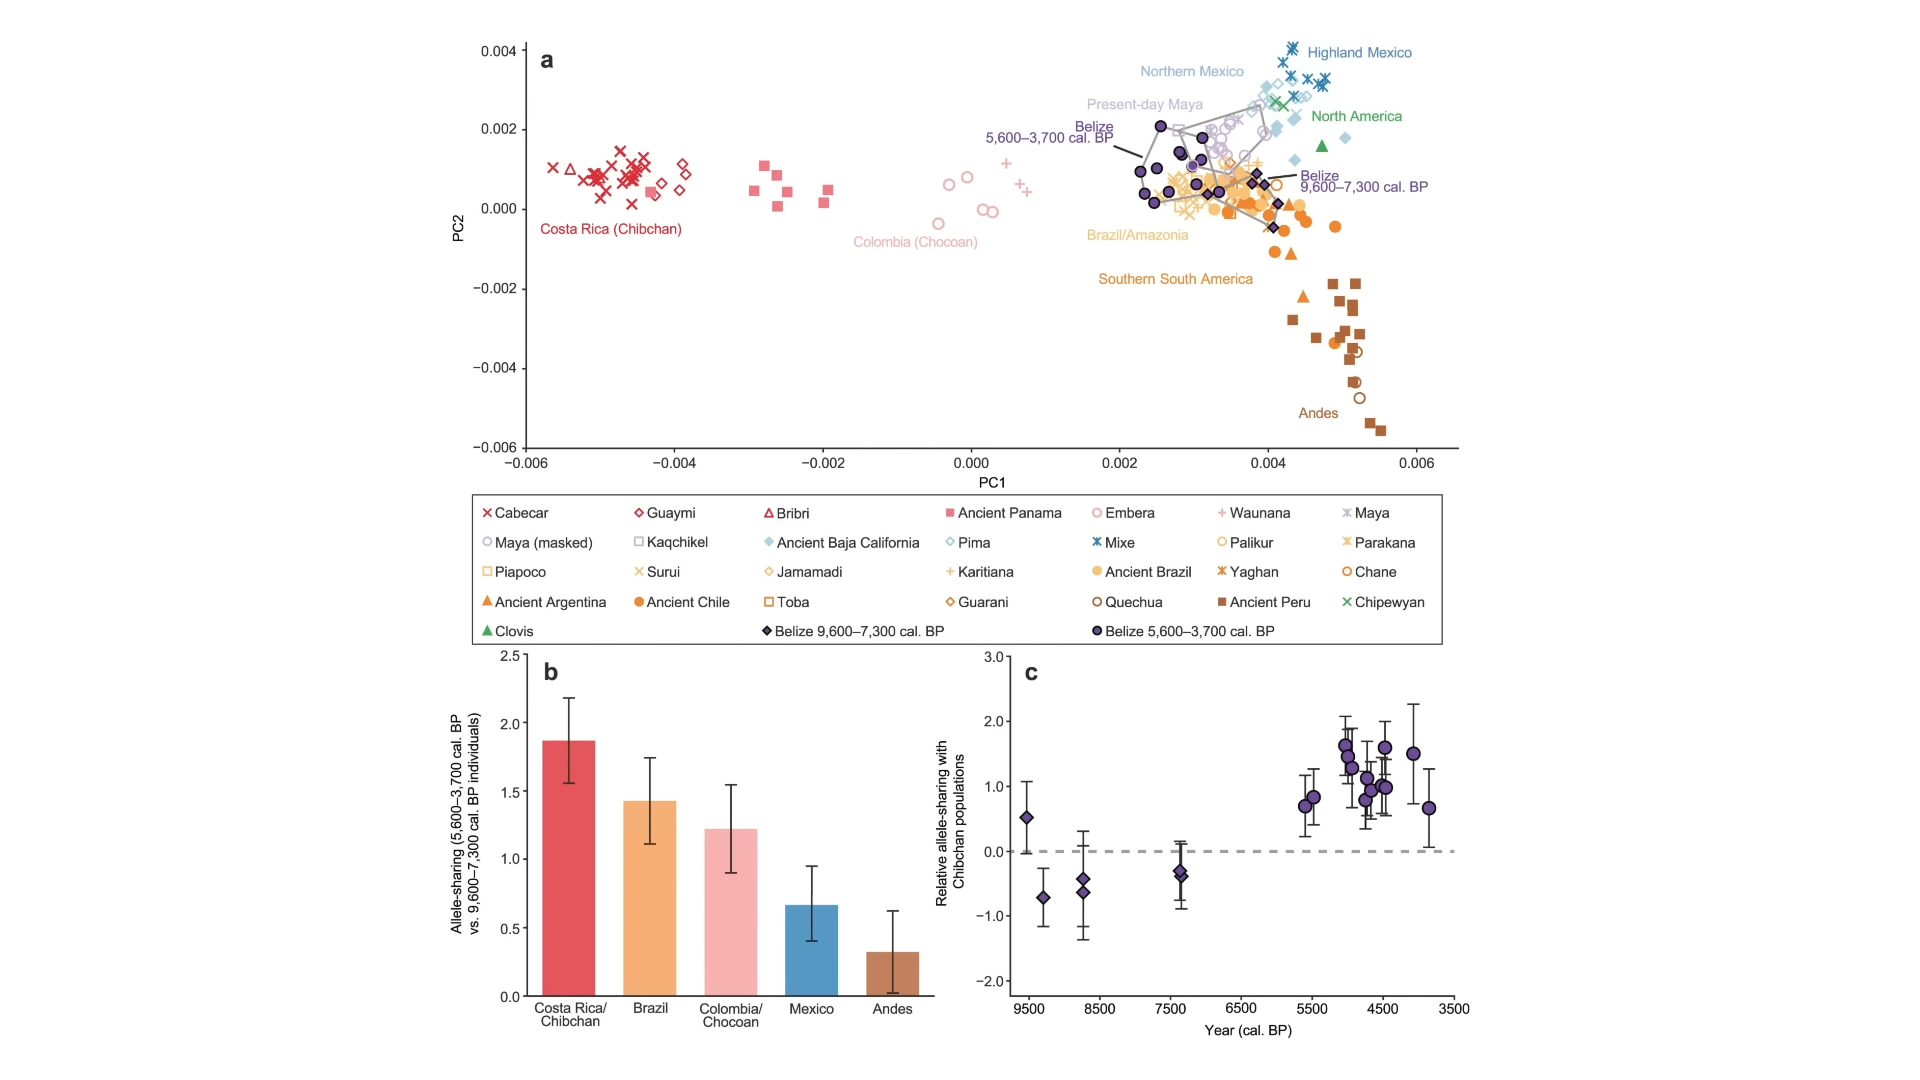 a
0.004
0.002
0.000
−0.002
−0.004
−0.006
PC2
−0.006
−0.004
−0.002
0.000
0.002
0.004
0.006
PC1
Highland Mexico
Northern Mexico
Present-day Maya
North America
Belize
5,600–3,700 cal. BP
Belize
9,600–7,300 cal. BP
Costa Rica (Chibchan)
Colombia (Chocoan)
Brazil/Amazonia
Southern South America
Andes
Cabecar Guaymi Bribri Ancient Panama Embera Waunana Maya
Maya (masked) Kaqchikel Ancient Baja California Pima Mixe Palikur Parakana
Piapoco Surui Jamamadi Karitiana Ancient Brazil Yaghan Chane
Ancient Argentina Ancient Chile Toba Guarani Quechua Ancient Peru Chipewyan
Clovis Belize 9,600–7,300 cal. BP Belize 5,600–3,700 cal. BP
b
2.5
2.0
1.5
1.0
0.5
0.0
Allele-sharing (5,600–3,700 cal. BP
vs. 9,600–7,300 cal. BP individuals)
Costa Rica/
Chibchan
Brazil
Colombia/
Chocoan
Mexico
Andes
c
3.0
2.0
1.0
0.0
−1.0
−2.0
Relative allele-sharing with
Chibchan populations
9500 8500 7500 6500 5500 4500 3500
Year (cal. BP)